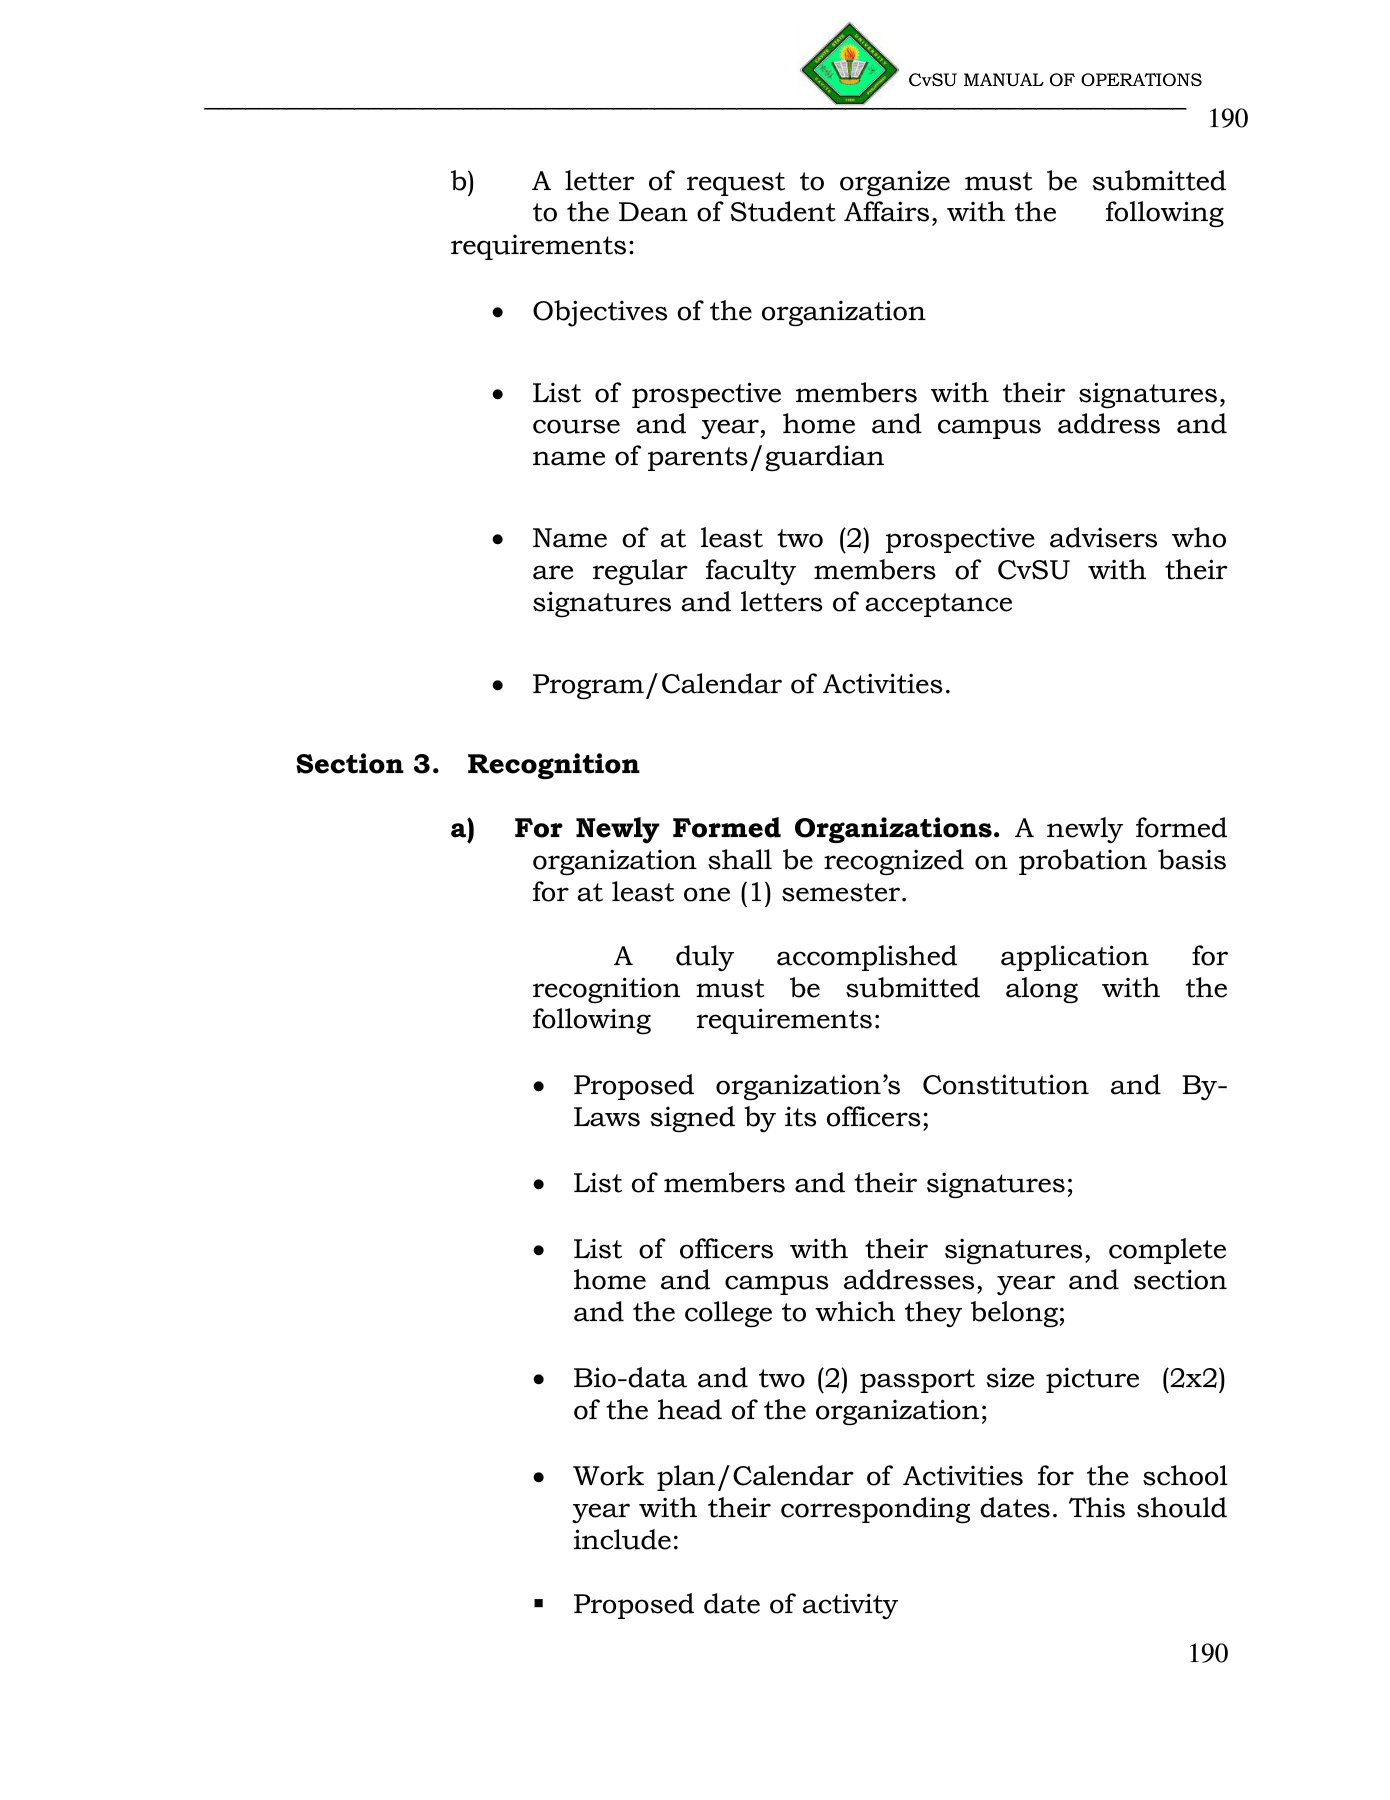 CvSU MANUAL OF OPERATIONS
190
b) A letter of request to organize must be submitted
to the Dean of Student Affairs, with the following
requirements:
• Objectives of the organization
• List of prospective members with their signatures,
course and year, home and campus address and
name of parents/guardian
• Name of at least two (2) prospective advisers who
are regular faculty members of CvSU with their
signatures and letters of acceptance
• Program/Calendar of Activities.
Section 3. Recognition
a) For Newly Formed Organizations. A newly formed
organization shall be recognized on probation basis
for at least one (1) semester.
A duly accomplished application for
recognition must be submitted along with the
following requirements:
• Proposed organization’s Constitution and By-
Laws signed by its officers;
• List of members and their signatures;
• List of officers with their signatures, complete
home and campus addresses, year and section
and the college to which they belong;
• Bio-data and two (2) passport size picture (2x2)
of the head of the organization;
• Work plan/Calendar of Activities for the school
year with their corresponding dates. This should
include:
▪ Proposed date of activity
190